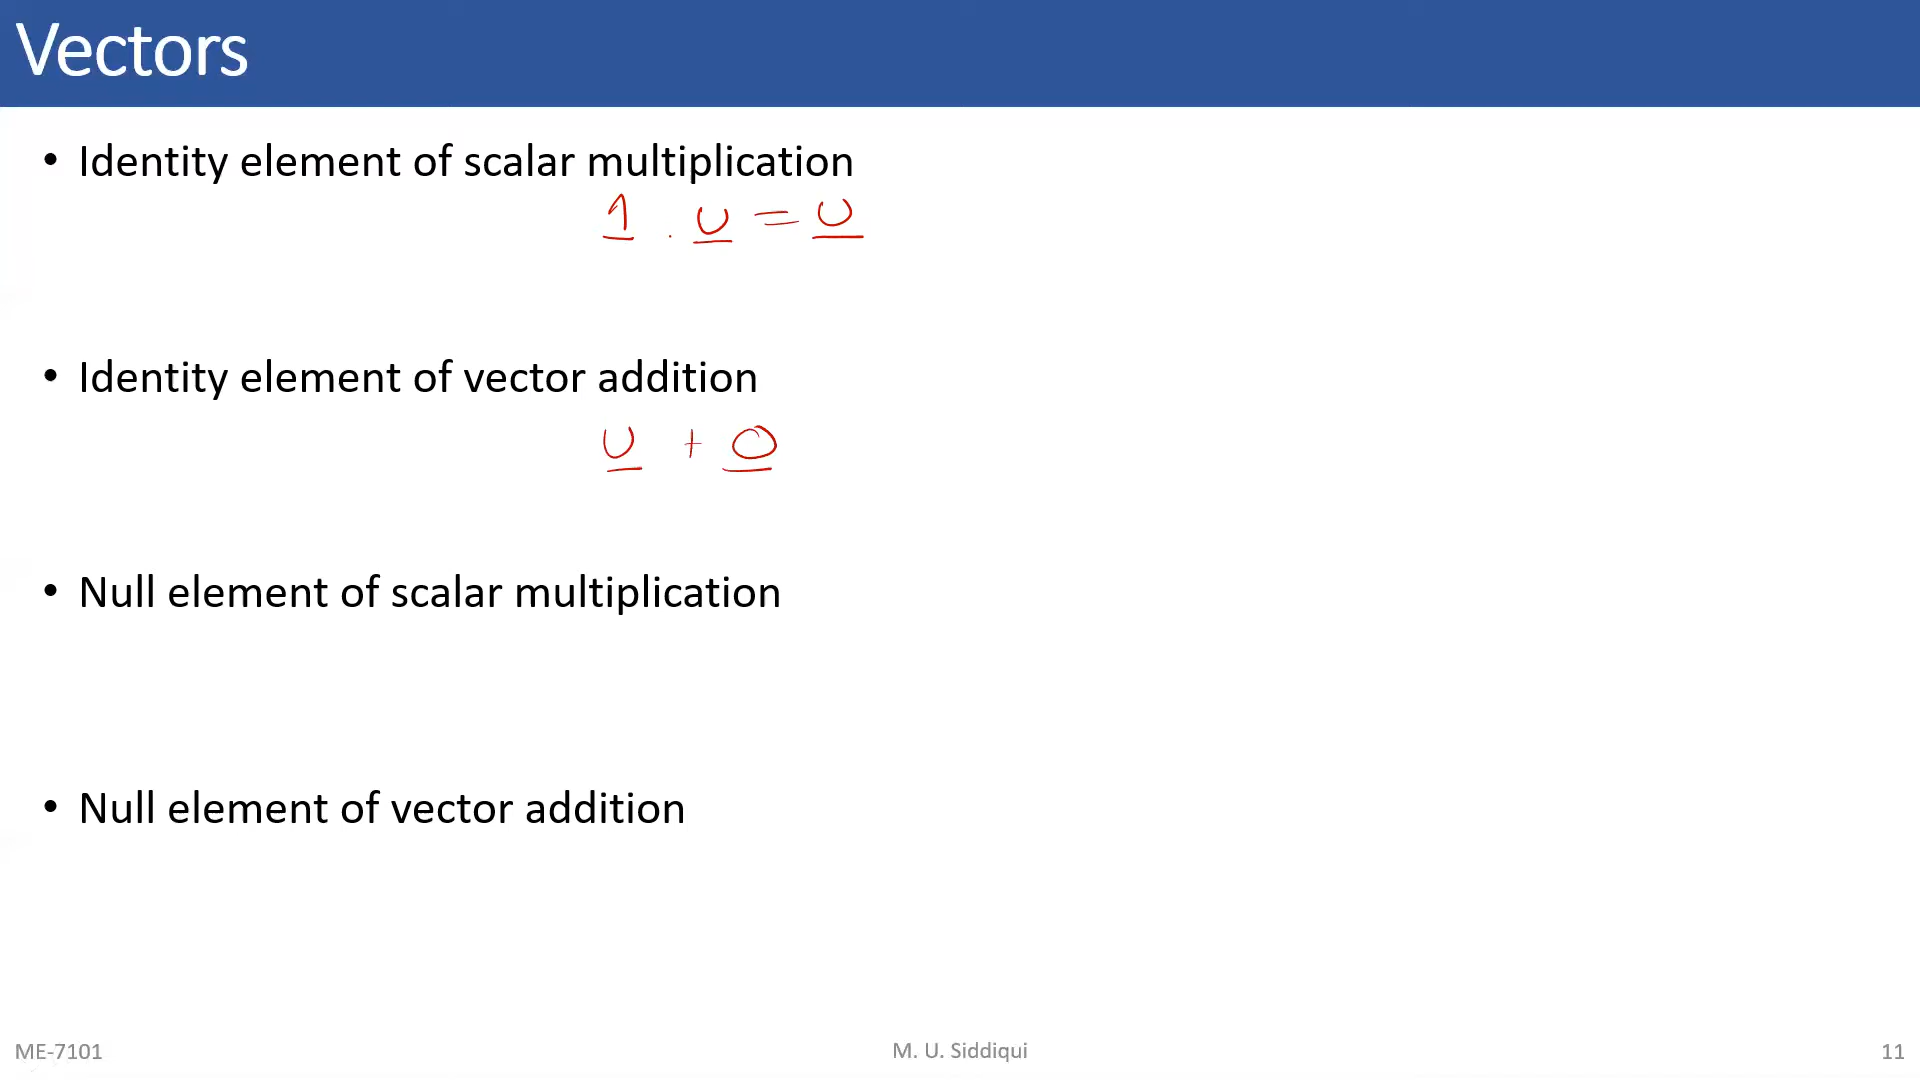 Vectors
• Identity element of scalar multiplication
1 . u = u
• Identity element of vector addition
u + 0
• Null element of scalar multiplication
• Null element of vector addition
ME-7101 M. U. Siddiqui 11